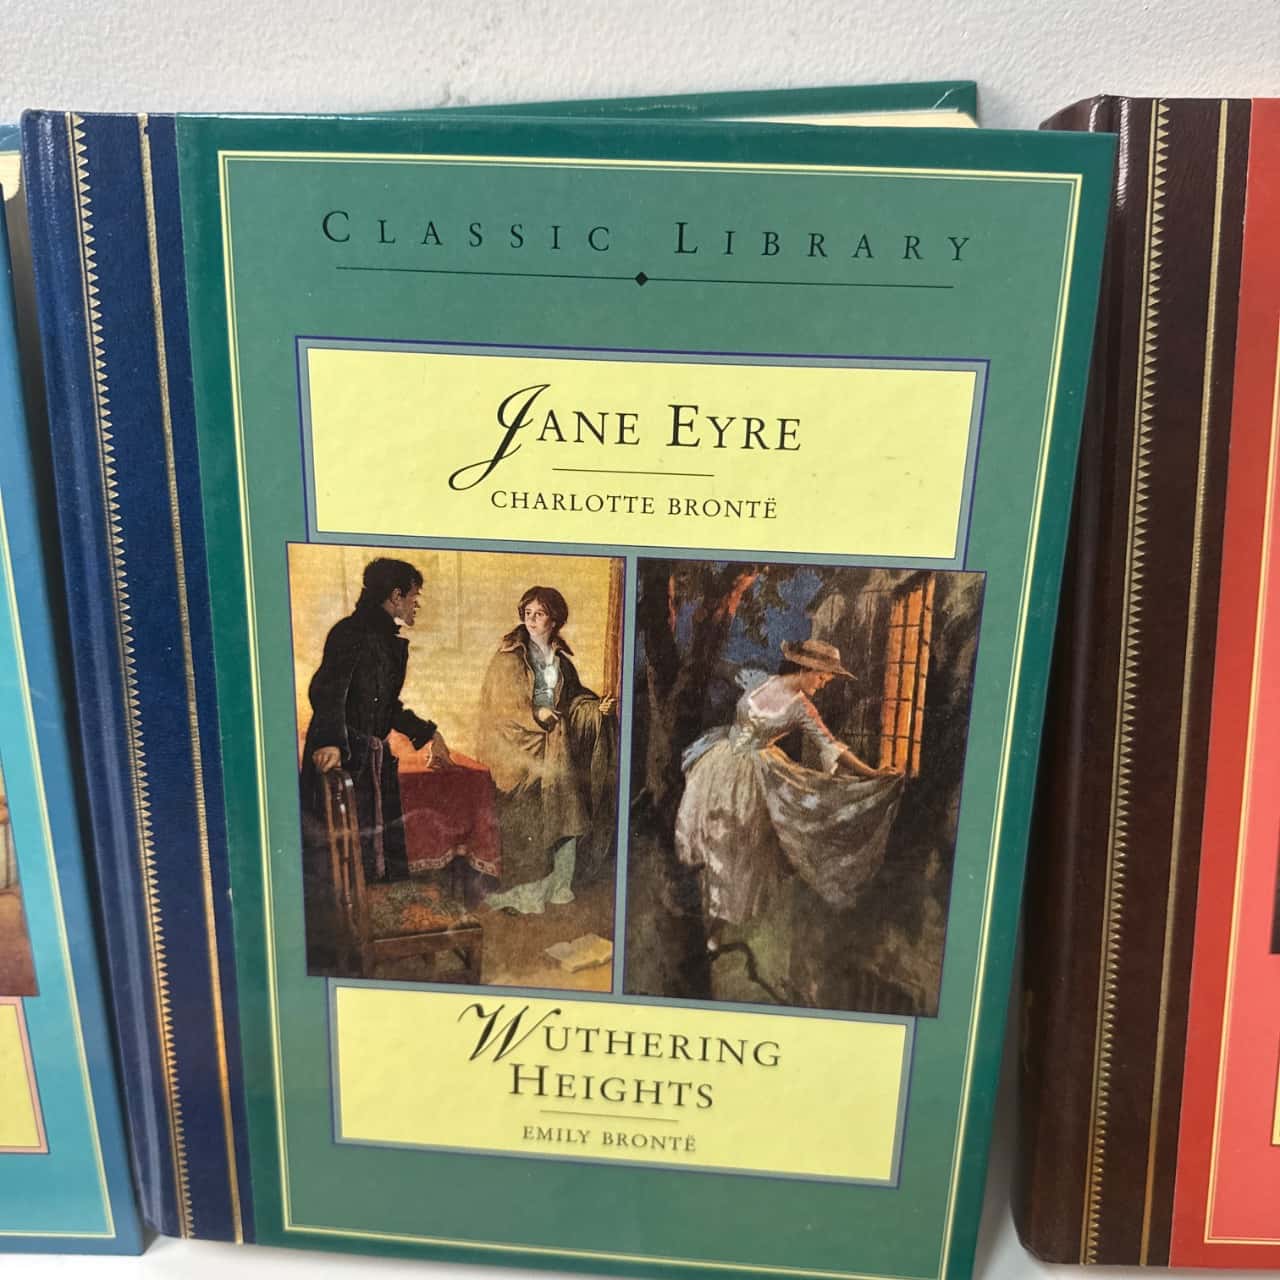 CLASSIC LIBRARY
JANE EYRE
CHARLOTTE BRONTË
WUTHERING
HEIGHTS
EMILY BRONTË